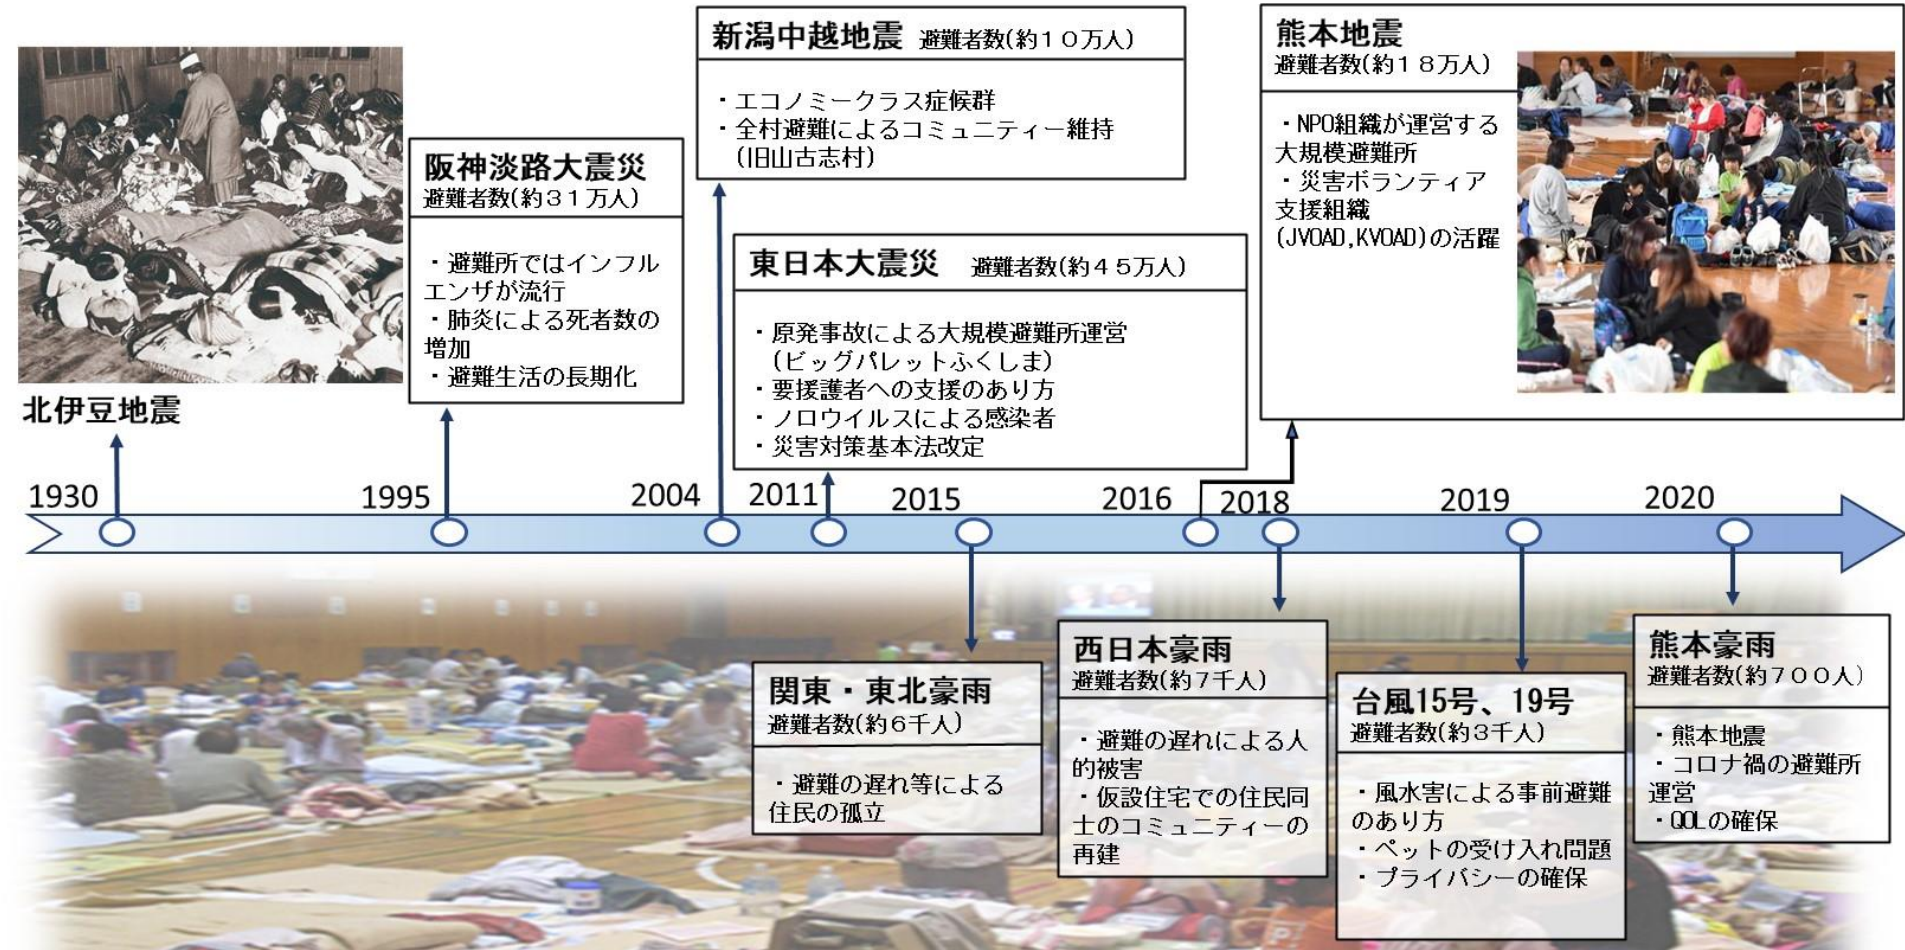 北伊豆地震
阪神淡路大震災
避難者数(約31万人)
・避難所ではインフル
エンザが流行
・肺炎による死者数の
増加
・避難生活の長期化
新潟中越地震 避難者数(約10万人)
・エコノミークラス症候群
・全村避難によるコミュニティー維持
(旧山古志村)
東日本大震災 避難者数(約45万人)
・原発事故による大規模避難所運営
(ビッグパレットふくしま)
・要援護者への支援のあり方
・ノロウイルスによる感染者
・災害対策基本法改定
熊本地震
避難者数(約18万人)
・NPO組織が運営する
大規模避難所
・災害ボランティア
支援組織
(JVOAD,KVOAD)の活躍
1930 1995 2004 2011 2015 2016 2018 2019 2020
関東・東北豪雨
避難者数(約6千人)
・避難の遅れ等による
住民の孤立
西日本豪雨
避難者数(約7千人)
・避難の遅れによる人
的被害
・仮設住宅での住民同
士のコミュニティーの
再建
台風15号、19号
避難者数(約3千人)
・風水害による事前避難
のあり方
・ペットの受け入れ問題
・プライバシーの確保
熊本豪雨
避難者数(約700人)
・熊本地震
・コロナ禍の避難所
運営
・QOLの確保